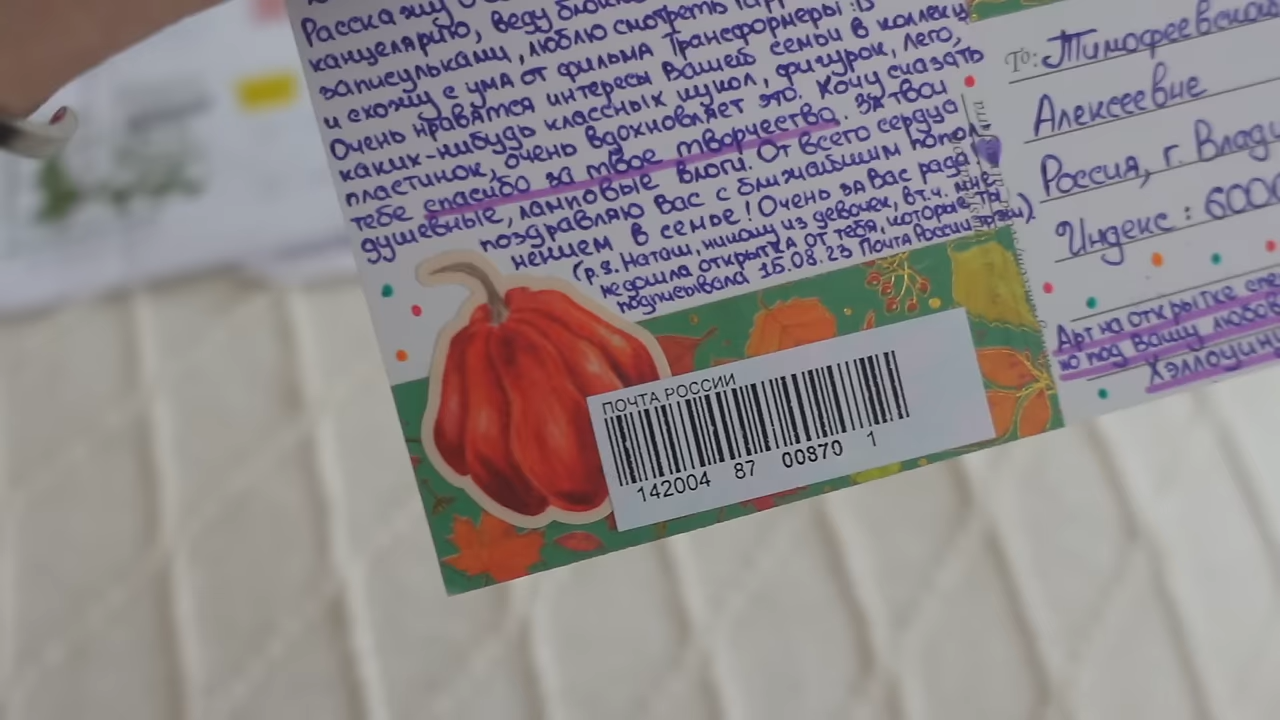 Расскажу о
канцелярию, веду блокн
записульками, люблю смотреть
и схожу с ума от фильма Трансформеры :D
Очень нравятся интересы вашей семьи в коллекц
каких-нибудь классных кукол, фигурок, лего,
пластинок, очень вдохновляет это! Хочу сказать
тебе спасибо за твое творчество. За твои
душевные, ламповые влоги! От всего сердца
поздравляю вас с ближайшим попол
нением в семье! Очень за вас рада
(P.S. Наташ, никому из девочек, в т.ч. мне
не дошла открытка от тебя, которые ты
подписывала 15.08.23 Почта России
To: Тимофеевской
Алексеевне
Россия, г. Влади
Индекс: 6000
Арт на открытке спе
но под вашу любов
Хэллоуин
ПОЧТА РОССИИ
142004 87 00870 1